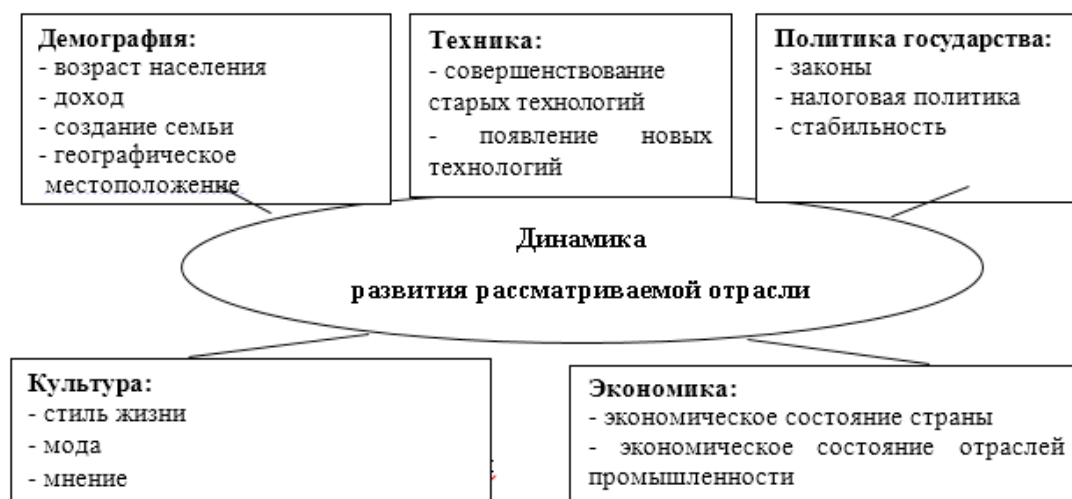 Демография:
- возраст населения
- доход
- создание семьи
- географическое
местоположение
Техника:
- совершенствование
старых технологий
- появление новых
технологий
Политика государства:
- законы
- налоговая политика
- стабильность
Динамика
развития рассматриваемой отрасли
Культура:
- стиль жизни
- мода
- мнение
Экономика:
- экономическое состояние страны
- экономическое состояние отраслей
промышленности